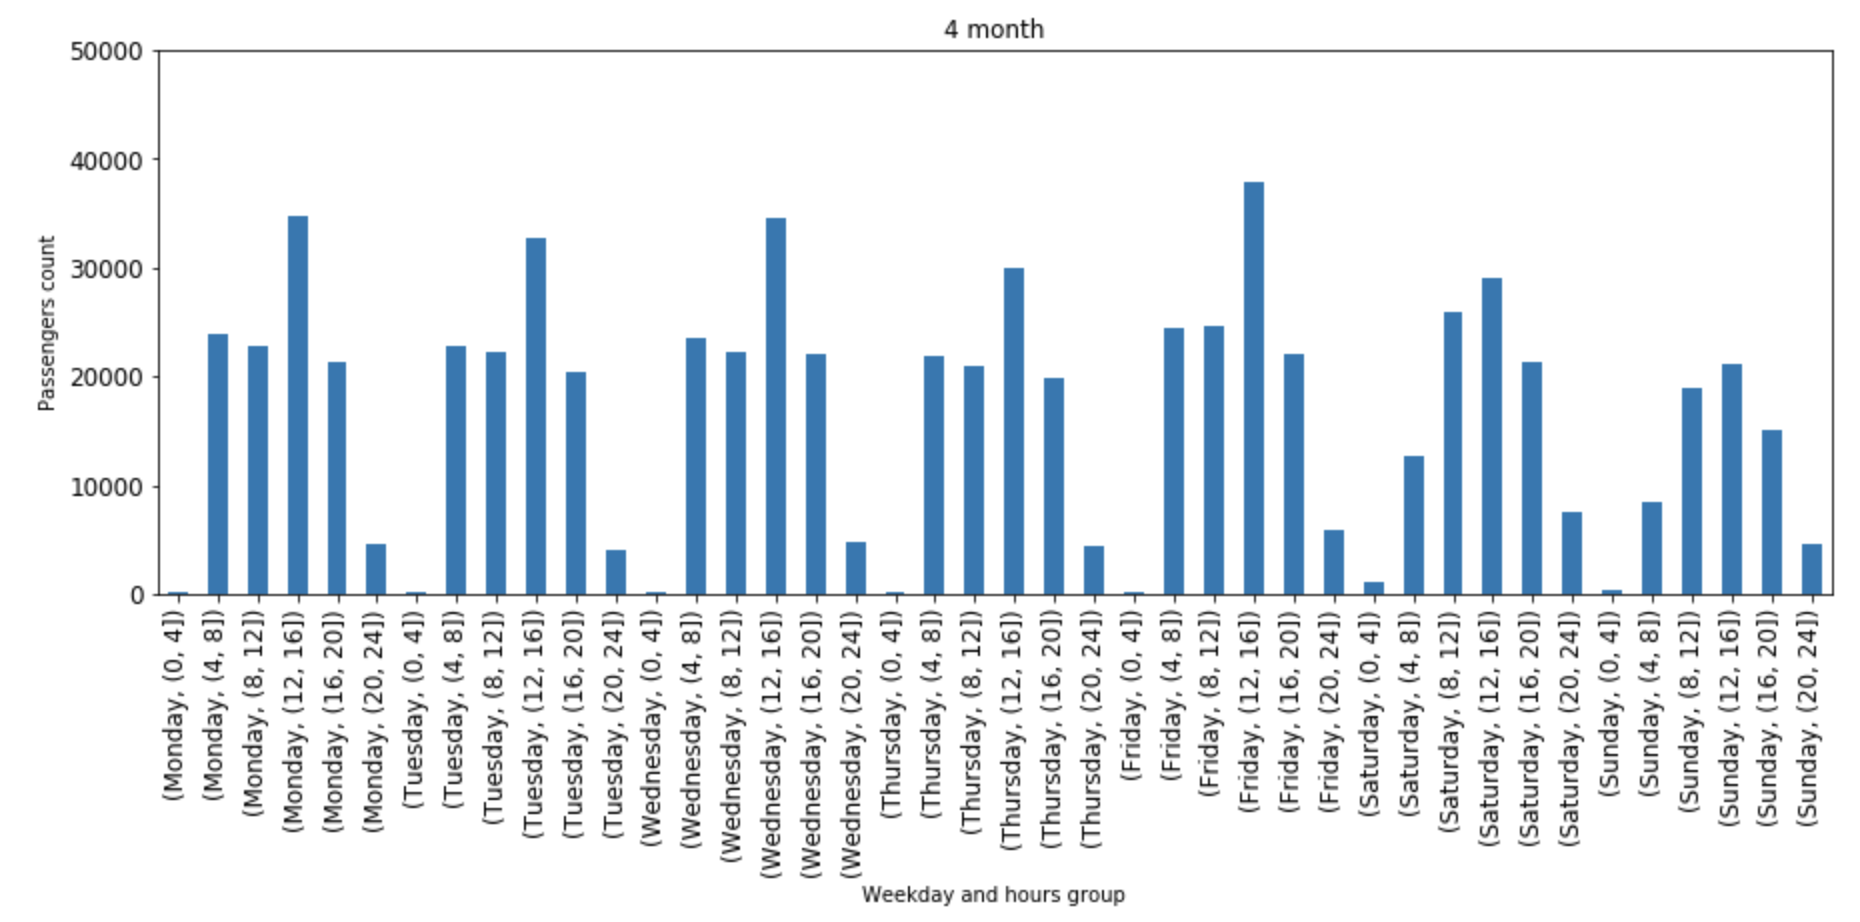 4 month
50000
40000
30000
20000
10000
0
Passengers count
(Monday, (0, 4])
(Monday, (4, 8])
(Monday, (8, 12])
(Monday, (12, 16])
(Monday, (16, 20])
(Monday, (20, 24])
(Tuesday, (0, 4])
(Tuesday, (4, 8])
(Tuesday, (8, 12])
(Tuesday, (12, 16])
(Tuesday, (16, 20])
(Tuesday, (20, 24])
(Wednesday, (0, 4])
(Wednesday, (4, 8])
(Wednesday, (8, 12])
(Wednesday, (12, 16])
(Wednesday, (16, 20])
(Wednesday, (20, 24])
(Thursday, (0, 4])
(Thursday, (4, 8])
(Thursday, (8, 12])
(Thursday, (12, 16])
(Thursday, (16, 20])
(Thursday, (20, 24])
(Friday, (0, 4])
(Friday, (4, 8])
(Friday, (8, 12])
(Friday, (12, 16])
(Friday, (16, 20])
(Friday, (20, 24])
(Saturday, (0, 4])
(Saturday, (4, 8])
(Saturday, (8, 12])
(Saturday, (12, 16])
(Saturday, (16, 20])
(Saturday, (20, 24])
(Sunday, (0, 4])
(Sunday, (4, 8])
(Sunday, (8, 12])
(Sunday, (12, 16])
(Sunday, (16, 20])
(Sunday, (20, 24])
Weekday and hours group